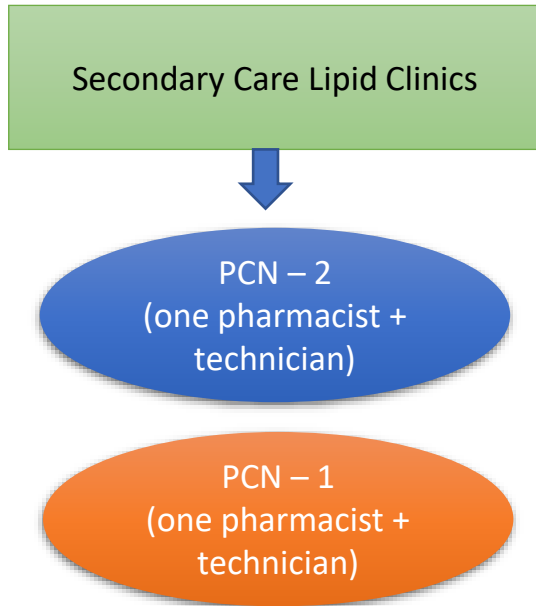 Secondary Care Lipid Clinics
PCN – 2
(one pharmacist +
technician)
PCN – 1
(one pharmacist +
technician)